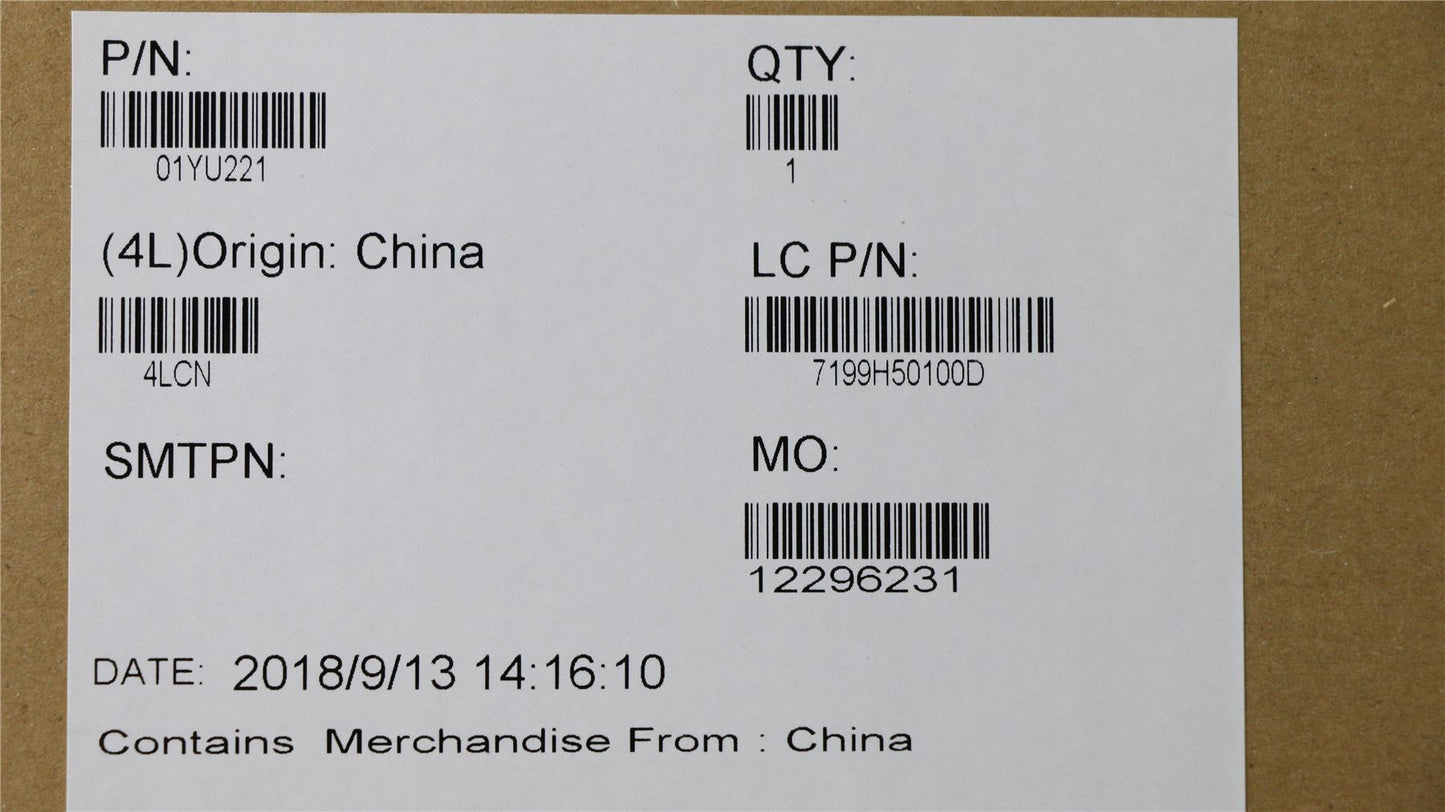 P/N:
01YU221
QTY:
1
(4L)Origin: China
4LCN
LC P/N:
7199H50100D
SMTPN:
MO:
12296231
DATE: 2018/9/13 14:16:10
Contains Merchandise From : China